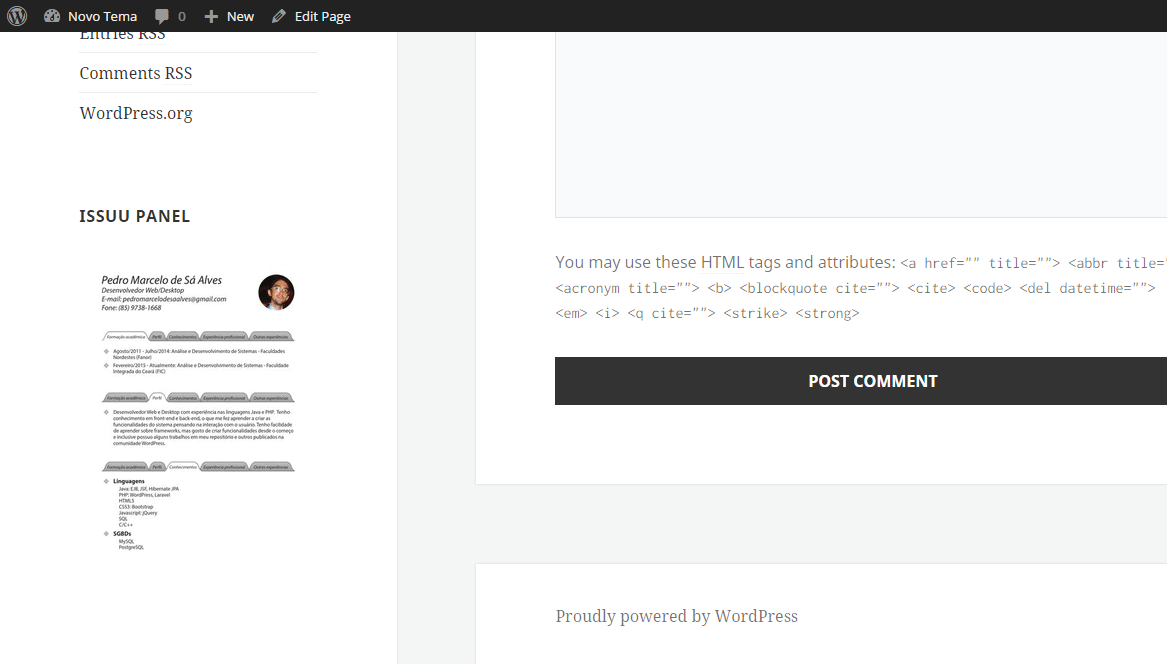 Novo Tema 0 New Edit Page
Entries RSS
Comments RSS
WordPress.org
ISSUU PANEL
Pedro Marcelo de Sá Alves
Desenvolvedor Web/Desktop
E-mail: pedromarcelodesaalves@gmail.com
Fone: (85) 9738-1668
Formação acadêmica Perfil Conhecimentos Experiência profissional Outras experiências
Agosto/2011 - Julho/2014: Análise e Desenvolvimento de Sistemas - Faculdades
Nordestes (Fanor)
Fevereiro/2015 - Atualmente: Análise e Desenvolvimento de Sistemas - Faculdade
Integrada do Ceará (FIC)
Formação acadêmica Perfil Conhecimentos Experiência profissional Outras experiências
Desenvolvedor Web e Desktop com experiência nas linguagens Java e PHP. Tenho
conhecimento em front-end e back-end, o que me fez aprender a criar as
funcionalidades do sistema pensando na interação com o usuário. Tenho facilidade
de aprender sobre frameworks, mas gosto de criar funcionalidades desde o começo
e inclusive possuo alguns trabalhos em meu repositório e outros publicados na
comunidade WordPress.
Formação acadêmica Perfil Conhecimentos Experiência profissional Outras experiências
Linguagens
Java: EJB, JSF, Hibernate JPA
PHP: WordPress, Laravel
HTML5
CSS3: Bootstrap
Javascript: jQuery
SQL
C/C++
SGBDs
MySQL
PostgreSQL
You may use these HTML tags and attributes: <a href="" title=""> <abbr title="
<acronym title=""> <b> <blockquote cite=""> <cite> <code> <del datetime="">
<em> <i> <q cite=""> <strike> <strong>
POST COMMENT
Proudly powered by WordPress